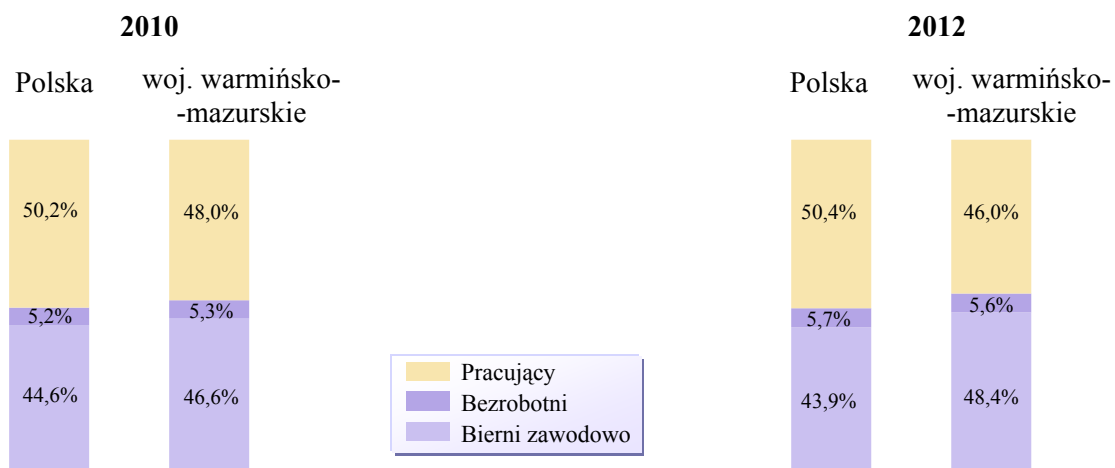 2010
2012
Polska
woj. warmińsko-
-mazurskie
Polska
woj. warmińsko-
-mazurskie
50,2%
48,0%
50,4%
46,0%
5,2%
5,3%
5,7%
5,6%
44,6%
46,6%
43,9%
48,4%
Pracujący
Bezrobotni
Bierni zawodowo